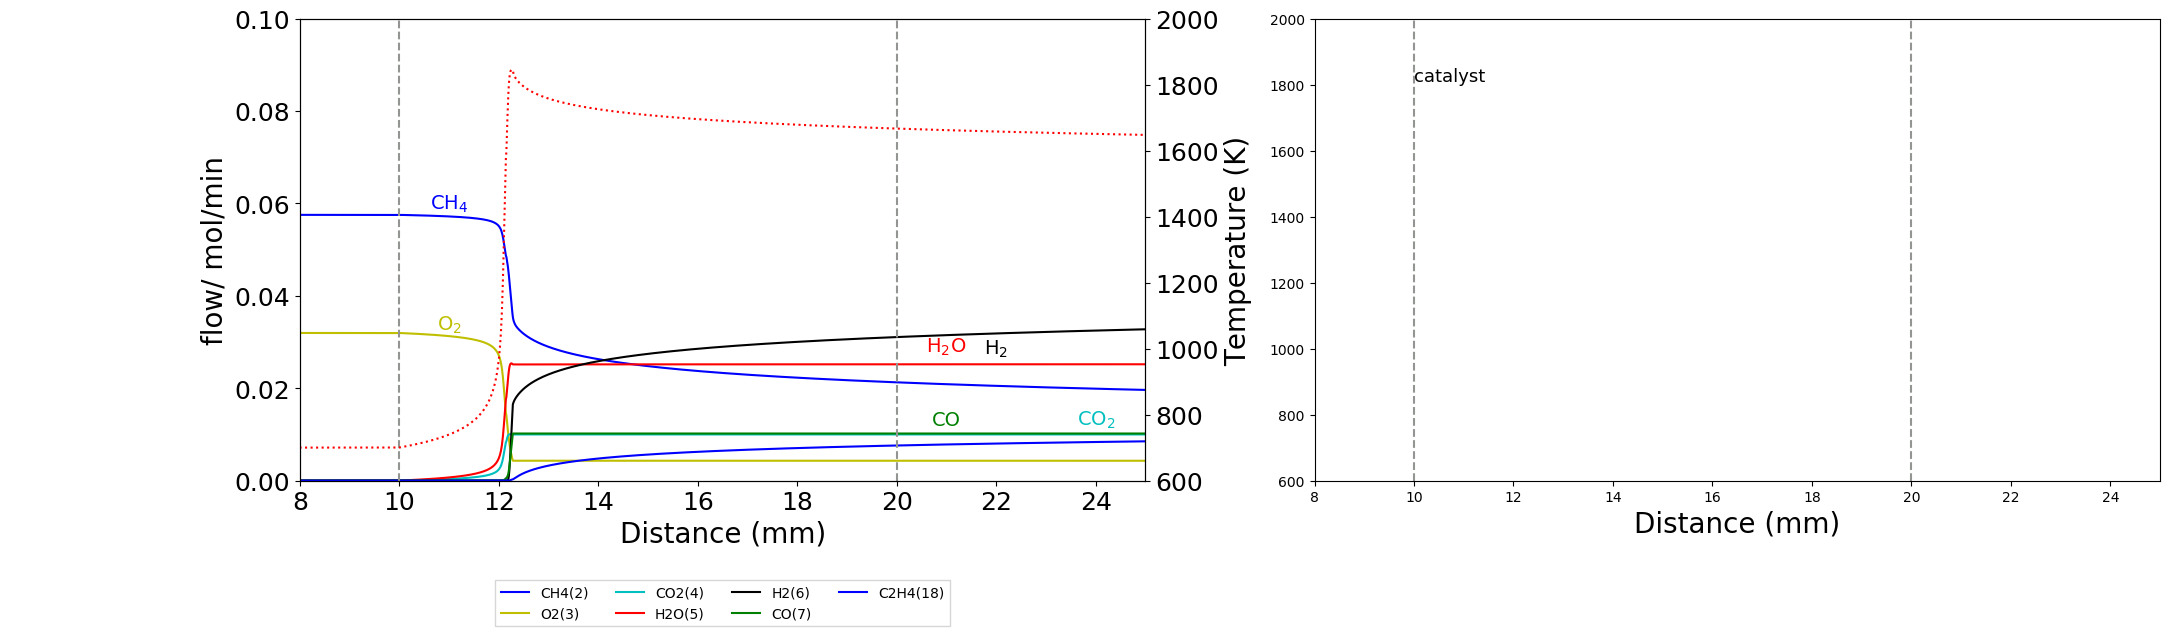 0.10
0.08
0.06
0.04
0.02
0.00
flow/ mol/min
8 10 12 14 16 18 20 22 24
Distance (mm)
2000
1800
1600
1400
1200
1000
800
600
Temperature (K)
CH₄
O₂
H₂O
H₂
CO
CO₂
CH4(2) CO2(4) H2(6) C2H4(18)
O2(3) H2O(5) CO(7)
2000
1800
1600
1400
1200
1000
800
600
catalyst
8 10 12 14 16 18 20 22 24
Distance (mm)